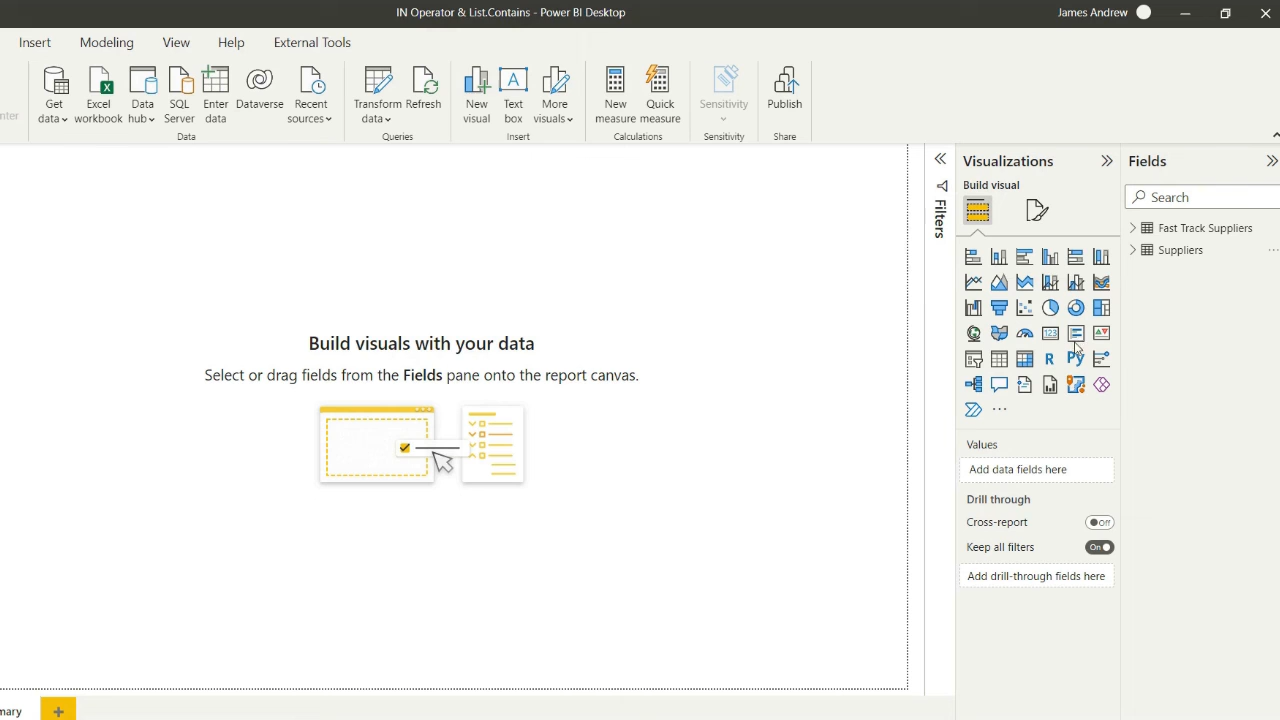 IN Operator & List.Contains - Power BI Desktop
James Andrew
Insert
Modeling
View
Help
External Tools
nter
Get data
Excel workbook
Data hub
SQL Server
Enter data
Dataverse
Recent sources
Transform data
Refresh
New visual
Text box
More visuals
New measure
Quick measure
Sensitivity
Publish
Data
Queries
Insert
Calculations
Sensitivity
Share
Filters
Visualizations
Build visual
123
R
Py
Values
Add data fields here
Drill through
Cross-report
Off
Keep all filters
On
Add drill-through fields here
Fields
Search
Fast Track Suppliers
Suppliers
Build visuals with your data
Select or drag fields from the Fields pane onto the report canvas.
mary